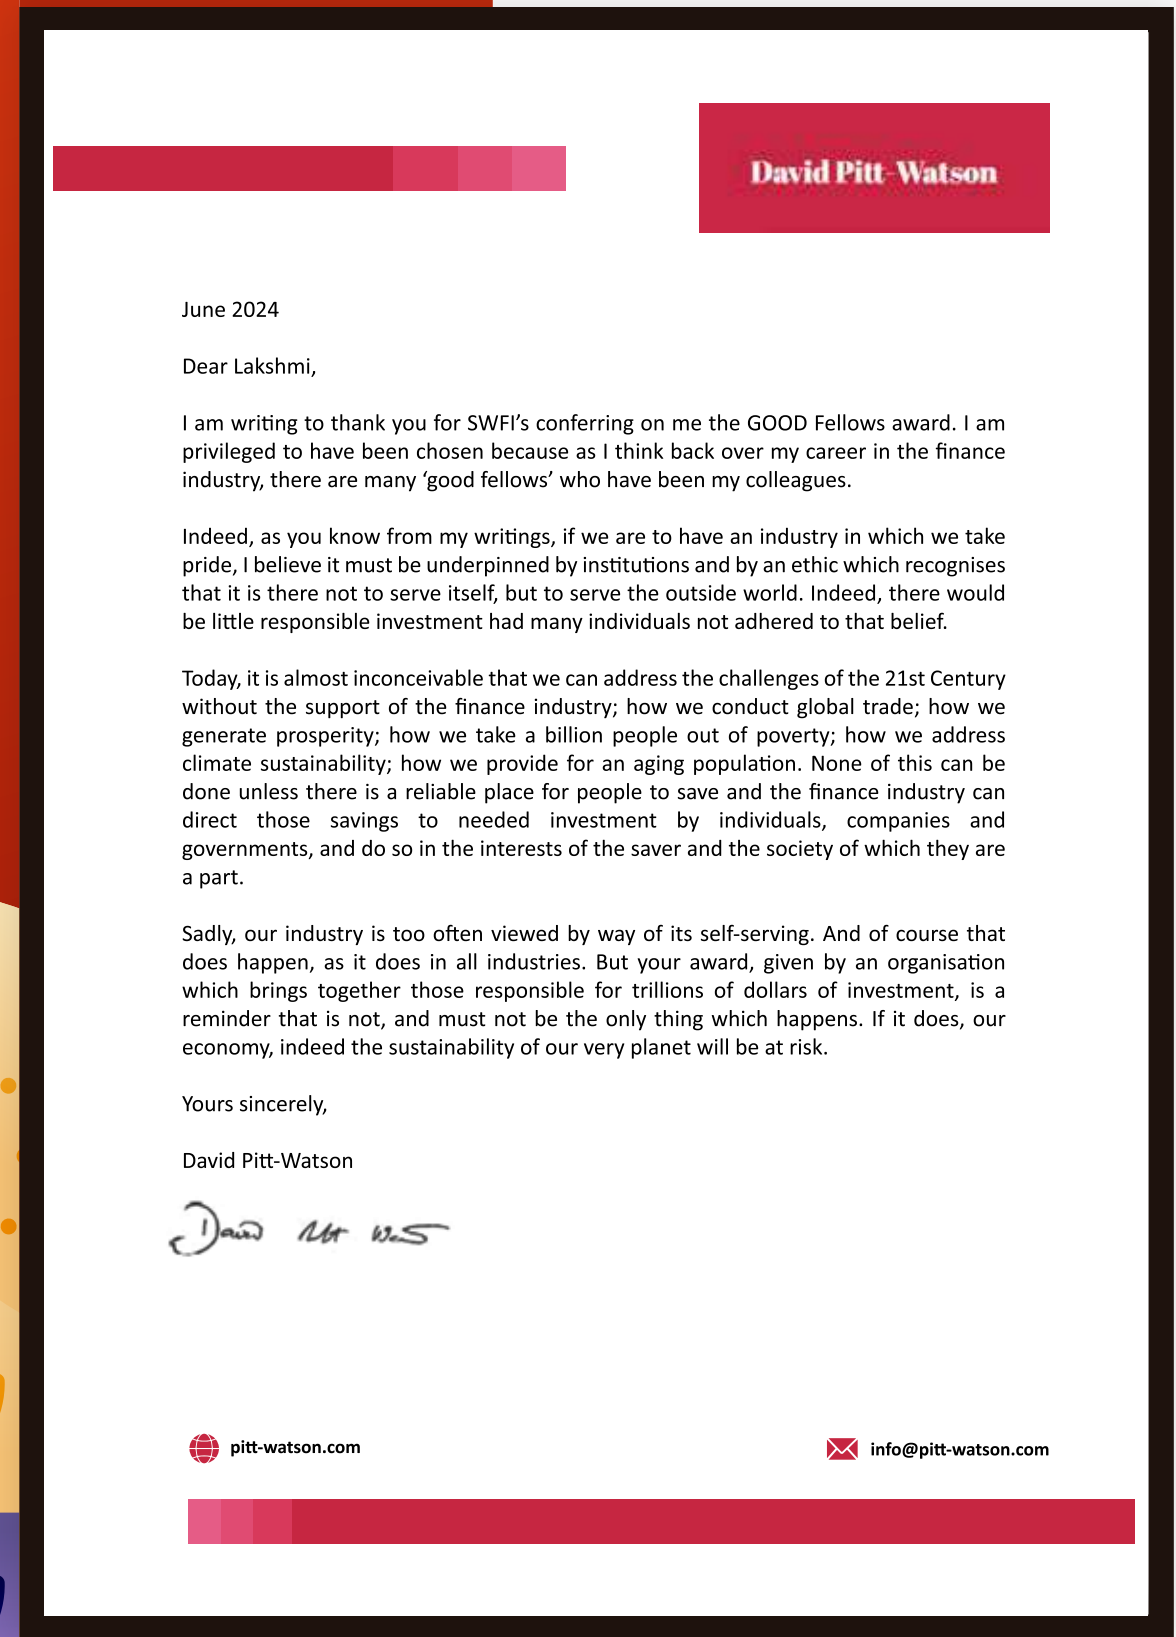 David Pitt-Watson
June 2024
Dear Lakshmi,
I am writing to thank you for SWFI’s conferring on me the GOOD Fellows award. I am
privileged to have been chosen because as I think back over my career in the finance
industry, there are many ‘good fellows’ who have been my colleagues.
Indeed, as you know from my writings, if we are to have an industry in which we take
pride, I believe it must be underpinned by institutions and by an ethic which recognises
that it is there not to serve itself, but to serve the outside world. Indeed, there would
be little responsible investment had many individuals not adhered to that belief.
Today, it is almost inconceivable that we can address the challenges of the 21st Century
without the support of the finance industry; how we conduct global trade; how we
generate prosperity; how we take a billion people out of poverty; how we address
climate sustainability; how we provide for an aging population. None of this can be
done unless there is a reliable place for people to save and the finance industry can
direct those savings to needed investment by individuals, companies and
governments, and do so in the interests of the saver and the society of which they are
a part.
Sadly, our industry is too often viewed by way of its self-serving. And of course that
does happen, as it does in all industries. But your award, given by an organisation
which brings together those responsible for trillions of dollars of investment, is a
reminder that is not, and must not be the only thing which happens. If it does, our
economy, indeed the sustainability of our very planet will be at risk.
Yours sincerely,
David Pitt-Watson
David Pitt Wats
pitt-watson.com
info@pitt-watson.com